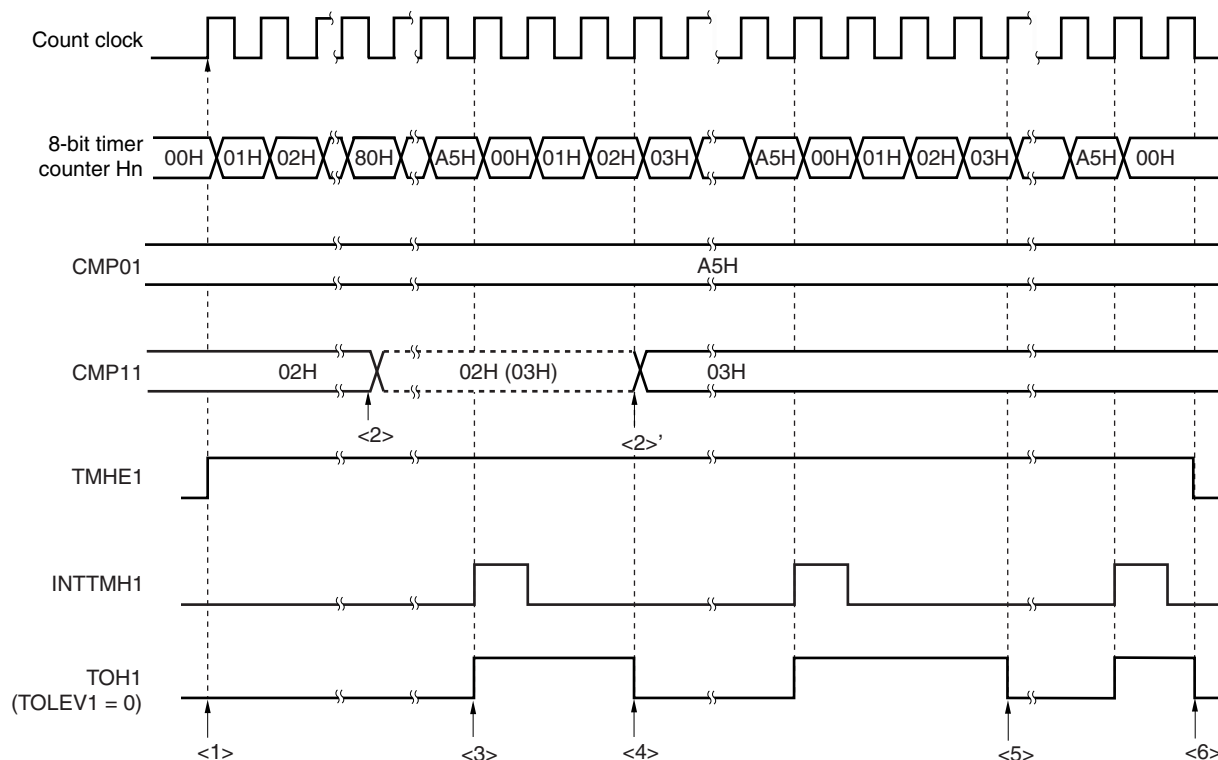 Count clock
8-bit timer
counter Hn
00H 01H 02H 80H A5H 00H 01H 02H 03H A5H 00H 01H 02H 03H A5H 00H
CMP01
A5H
CMP11
02H 02H (03H) 03H
<2> <2>’
TMHE1
INTTMH1
TOH1
(TOLEV1 = 0)
<1> <3> <4> <5> <6>